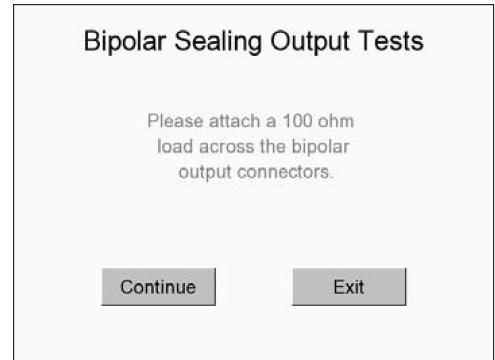 Bipolar Sealing Output Tests
Please attach a 100 ohm
load across the bipolar
output connectors.
Continue
Exit